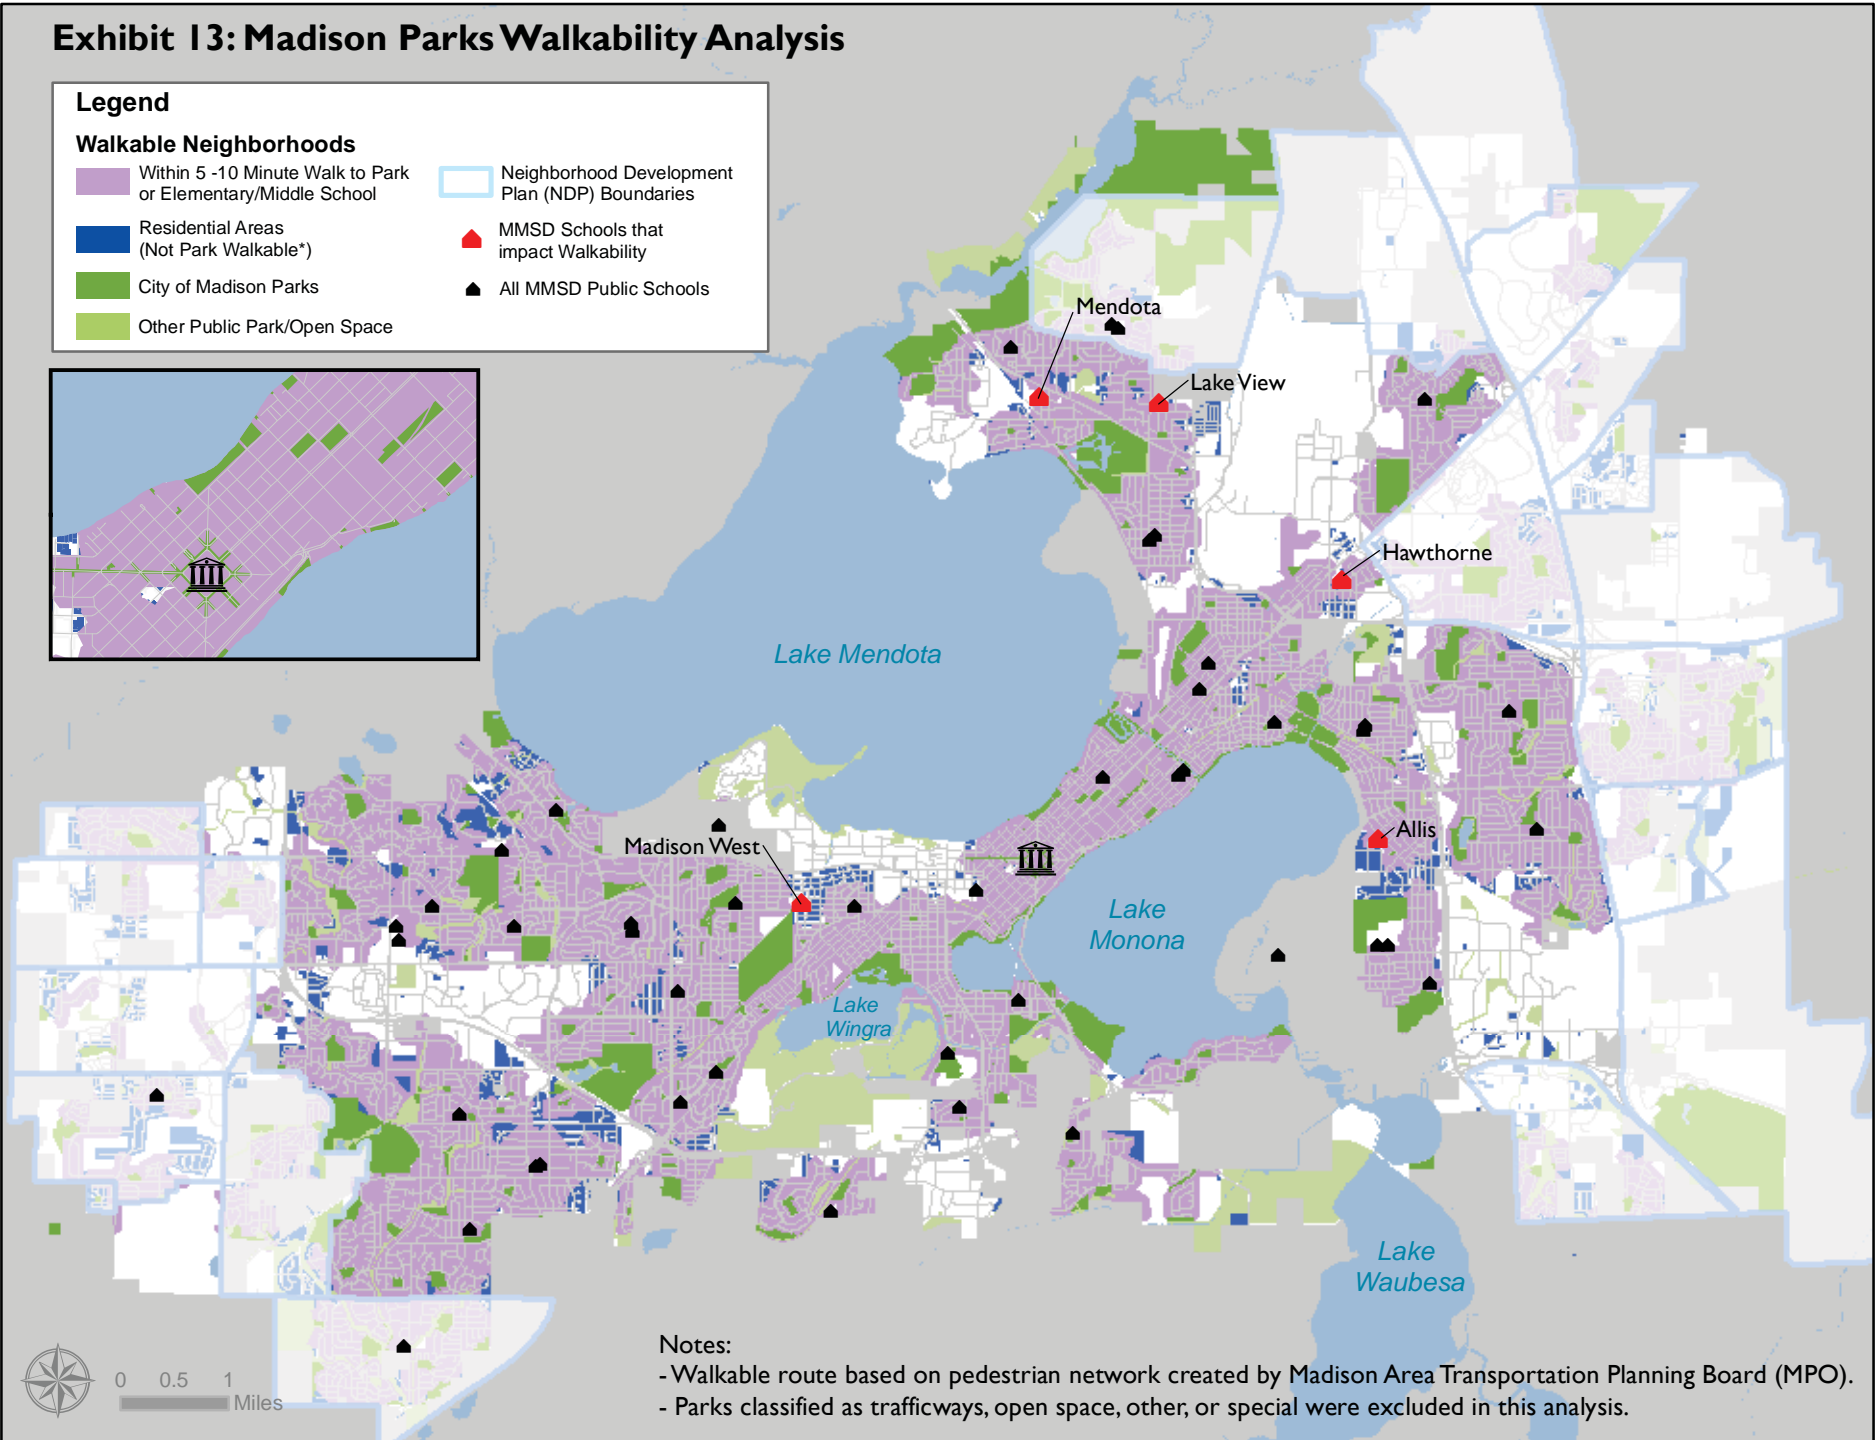 Exhibit 13: Madison Parks Walkability Analysis
Legend
Walkable Neighborhoods
Within 5 -10 Minute Walk to Park
or Elementary/Middle School
Residential Areas
(Not Park Walkable*)
City of Madison Parks
Other Public Park/Open Space
Neighborhood Development
Plan (NDP) Boundaries
MMSD Schools that
impact Walkability
All MMSD Public Schools
Mendota
Lake View
Hawthorne
Lake Mendota
Allis
Madison West
Lake
Monona
Lake
Wingra
Lake
Waubesa
0 0.5 1
Miles
Notes:
- Walkable route based on pedestrian network created by Madison Area Transportation Planning Board (MPO).
- Parks classified as trafficways, open space, other, or special were excluded in this analysis.